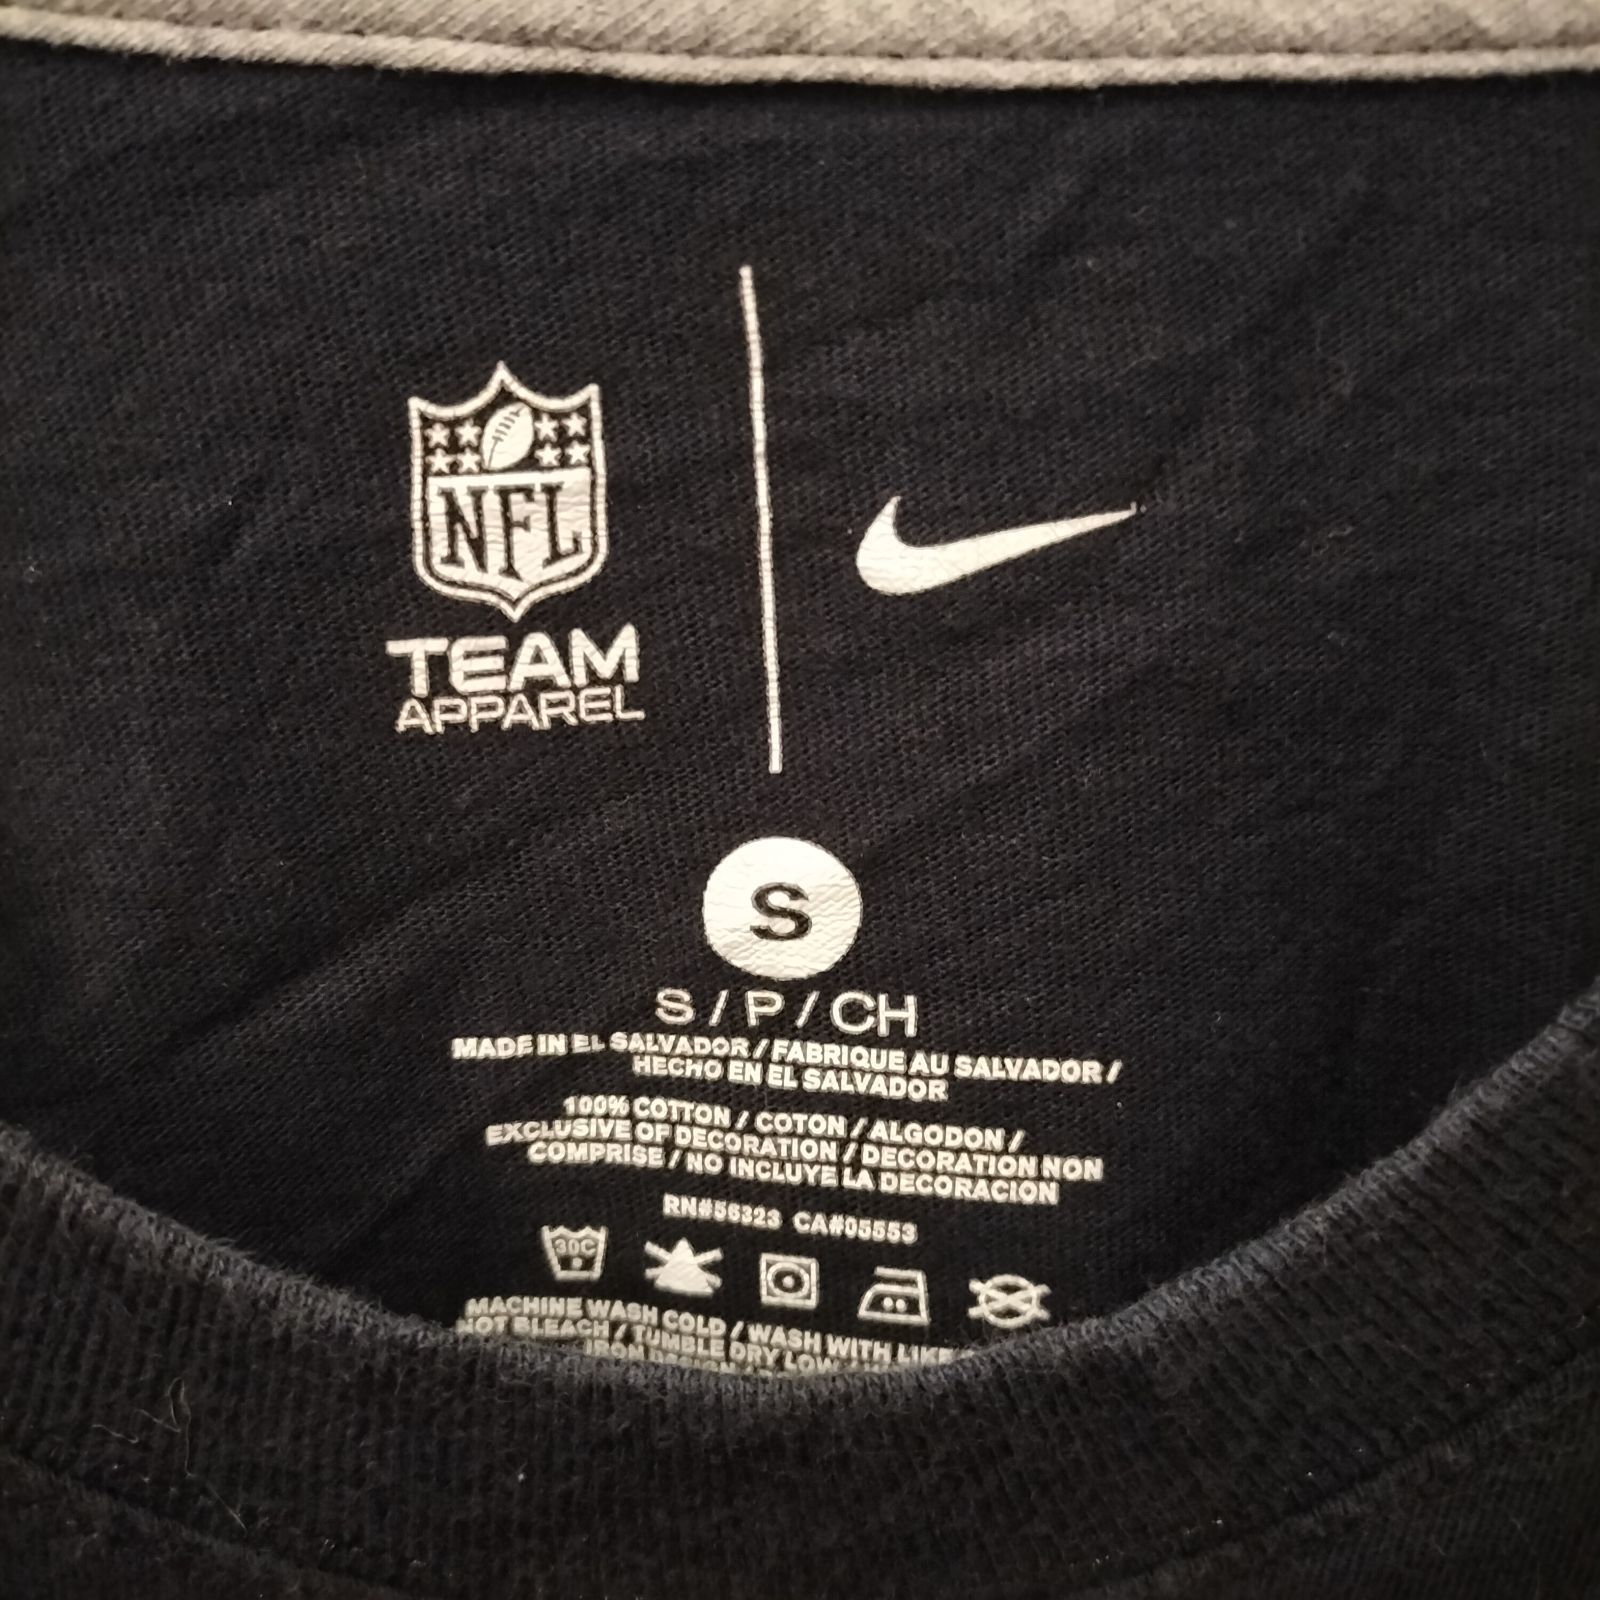 NFL
TEAM
APPAREL
S
S / P / CH
MADE IN EL SALVADOR / FABRIQUE AU SALVADOR /
HECHO EN EL SALVADOR
100% COTTON / COTON / ALGODON /
EXCLUSIVE OF DECORATION / DECORATION NON
COMPRISE / NO INCLUYE LA DECORACION
RN#56323 CA#05553
30C
MACHINE WASH COLD / WASH WITH LIKE
NOT BLEACH / TUMBLE DRY LOW
IRON DESIGN